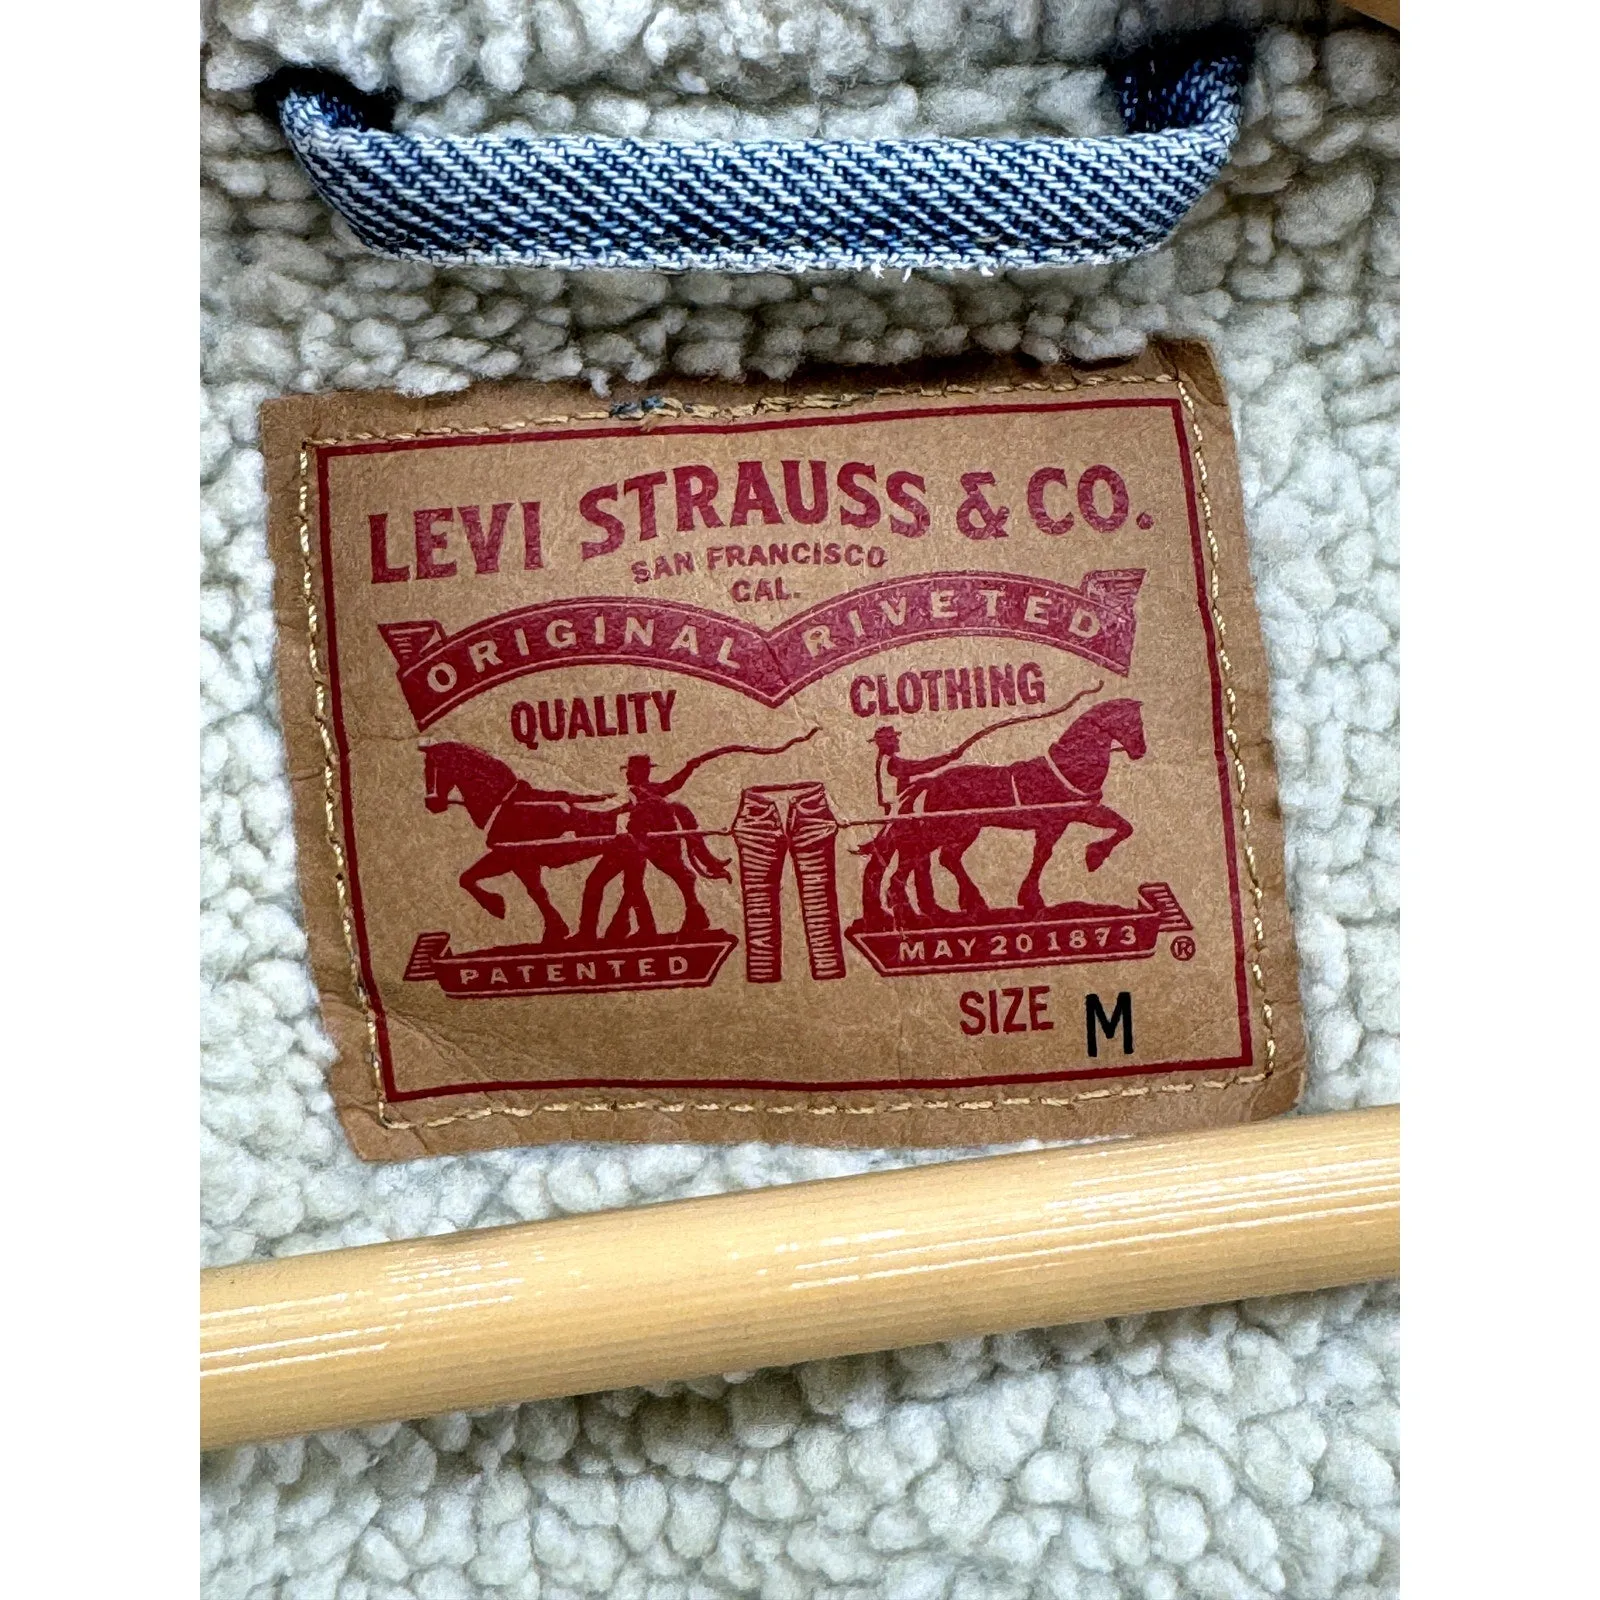 LEVI STRAUSS & CO.
SAN FRANCISCO
CAL.
ORIGINAL RIVETED
QUALITY CLOTHING
PATENTED MAY 20 1873 ®
SIZE M